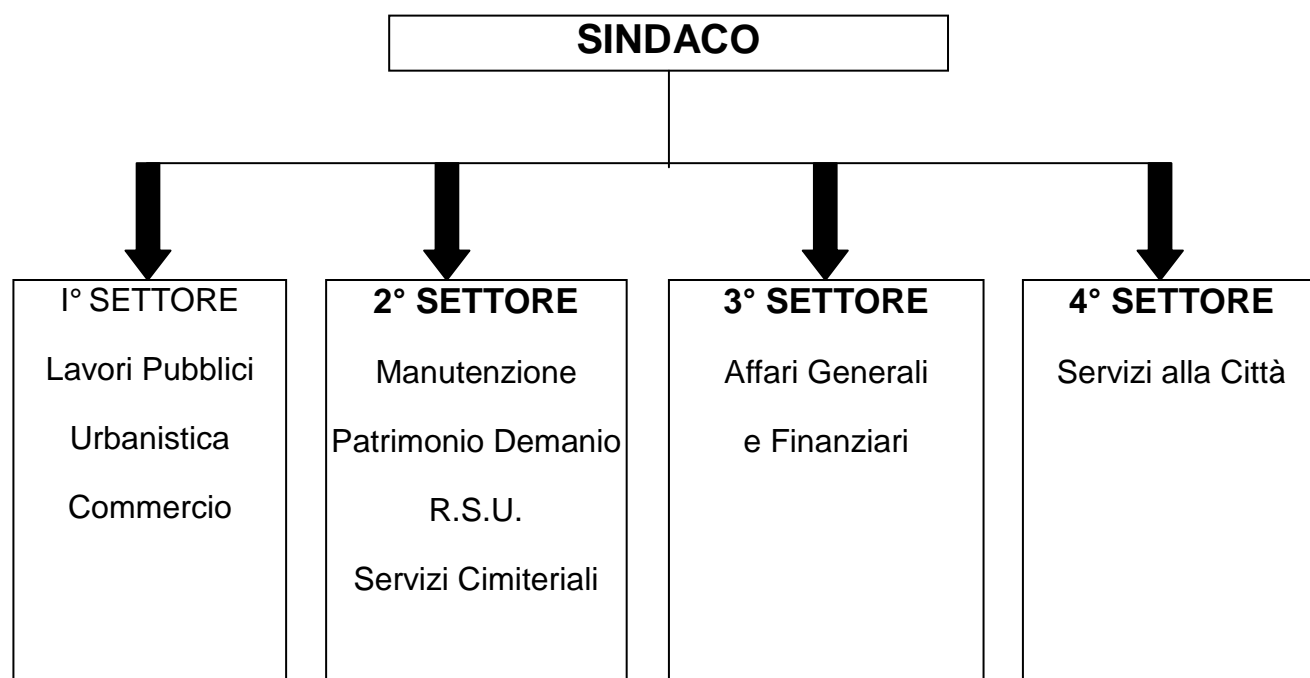 SINDACO
I° SETTORE
Lavori Pubblici
Urbanistica
Commercio
2° SETTORE
Manutenzione
Patrimonio Demanio
R.S.U.
Servizi Cimiteriali
3° SETTORE
Affari Generali
e Finanziari
4° SETTORE
Servizi alla Città